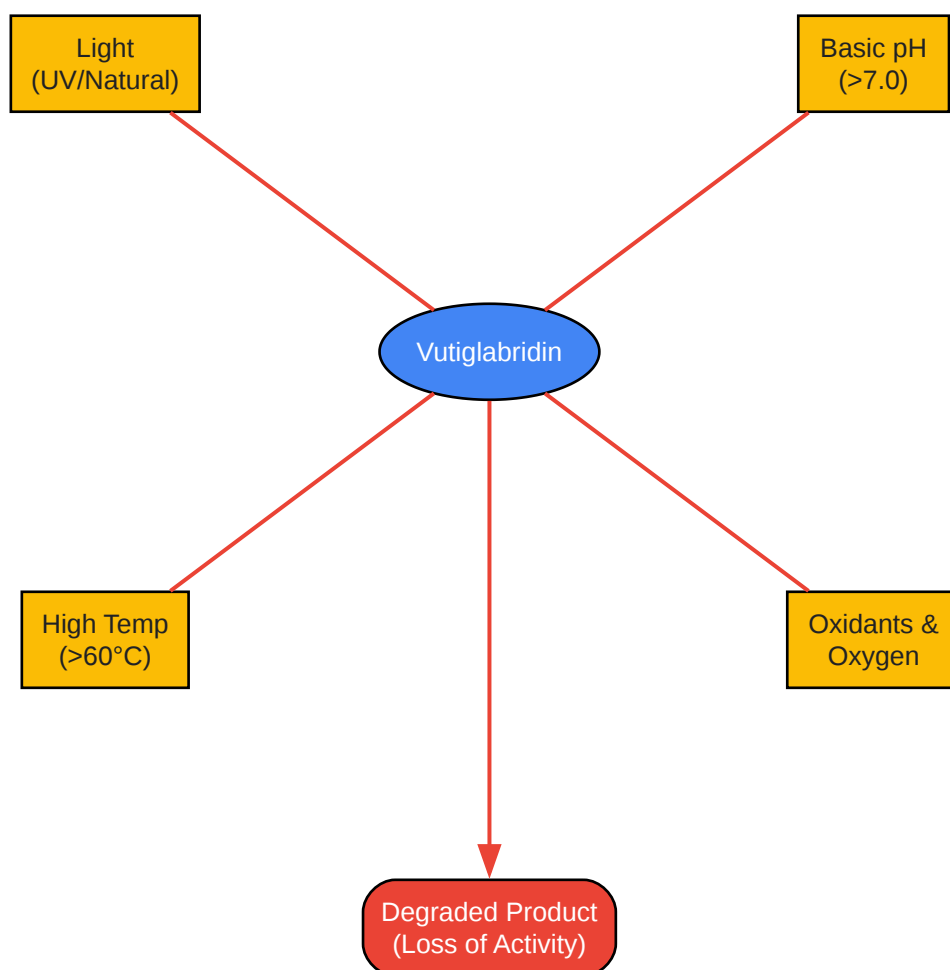 Light
(UV/Natural)
Basic pH
(>7.0)
Vutiglabridin
High Temp
(>60°C)
Oxidants &
Oxygen
Degraded Product
(Loss of Activity)